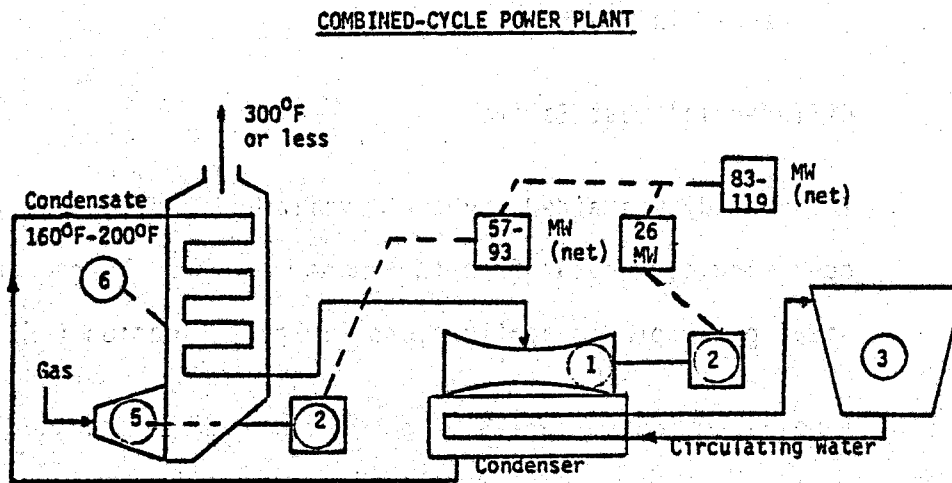 COMBINED-CYCLE POWER PLANT
300°F
or less
Condensate
160°F-200°F
6
Gas
5
2
57-
93
MW
(net)
26
MW
83-
119
MW
(net)
1
2
3
Circulating Water
Condenser